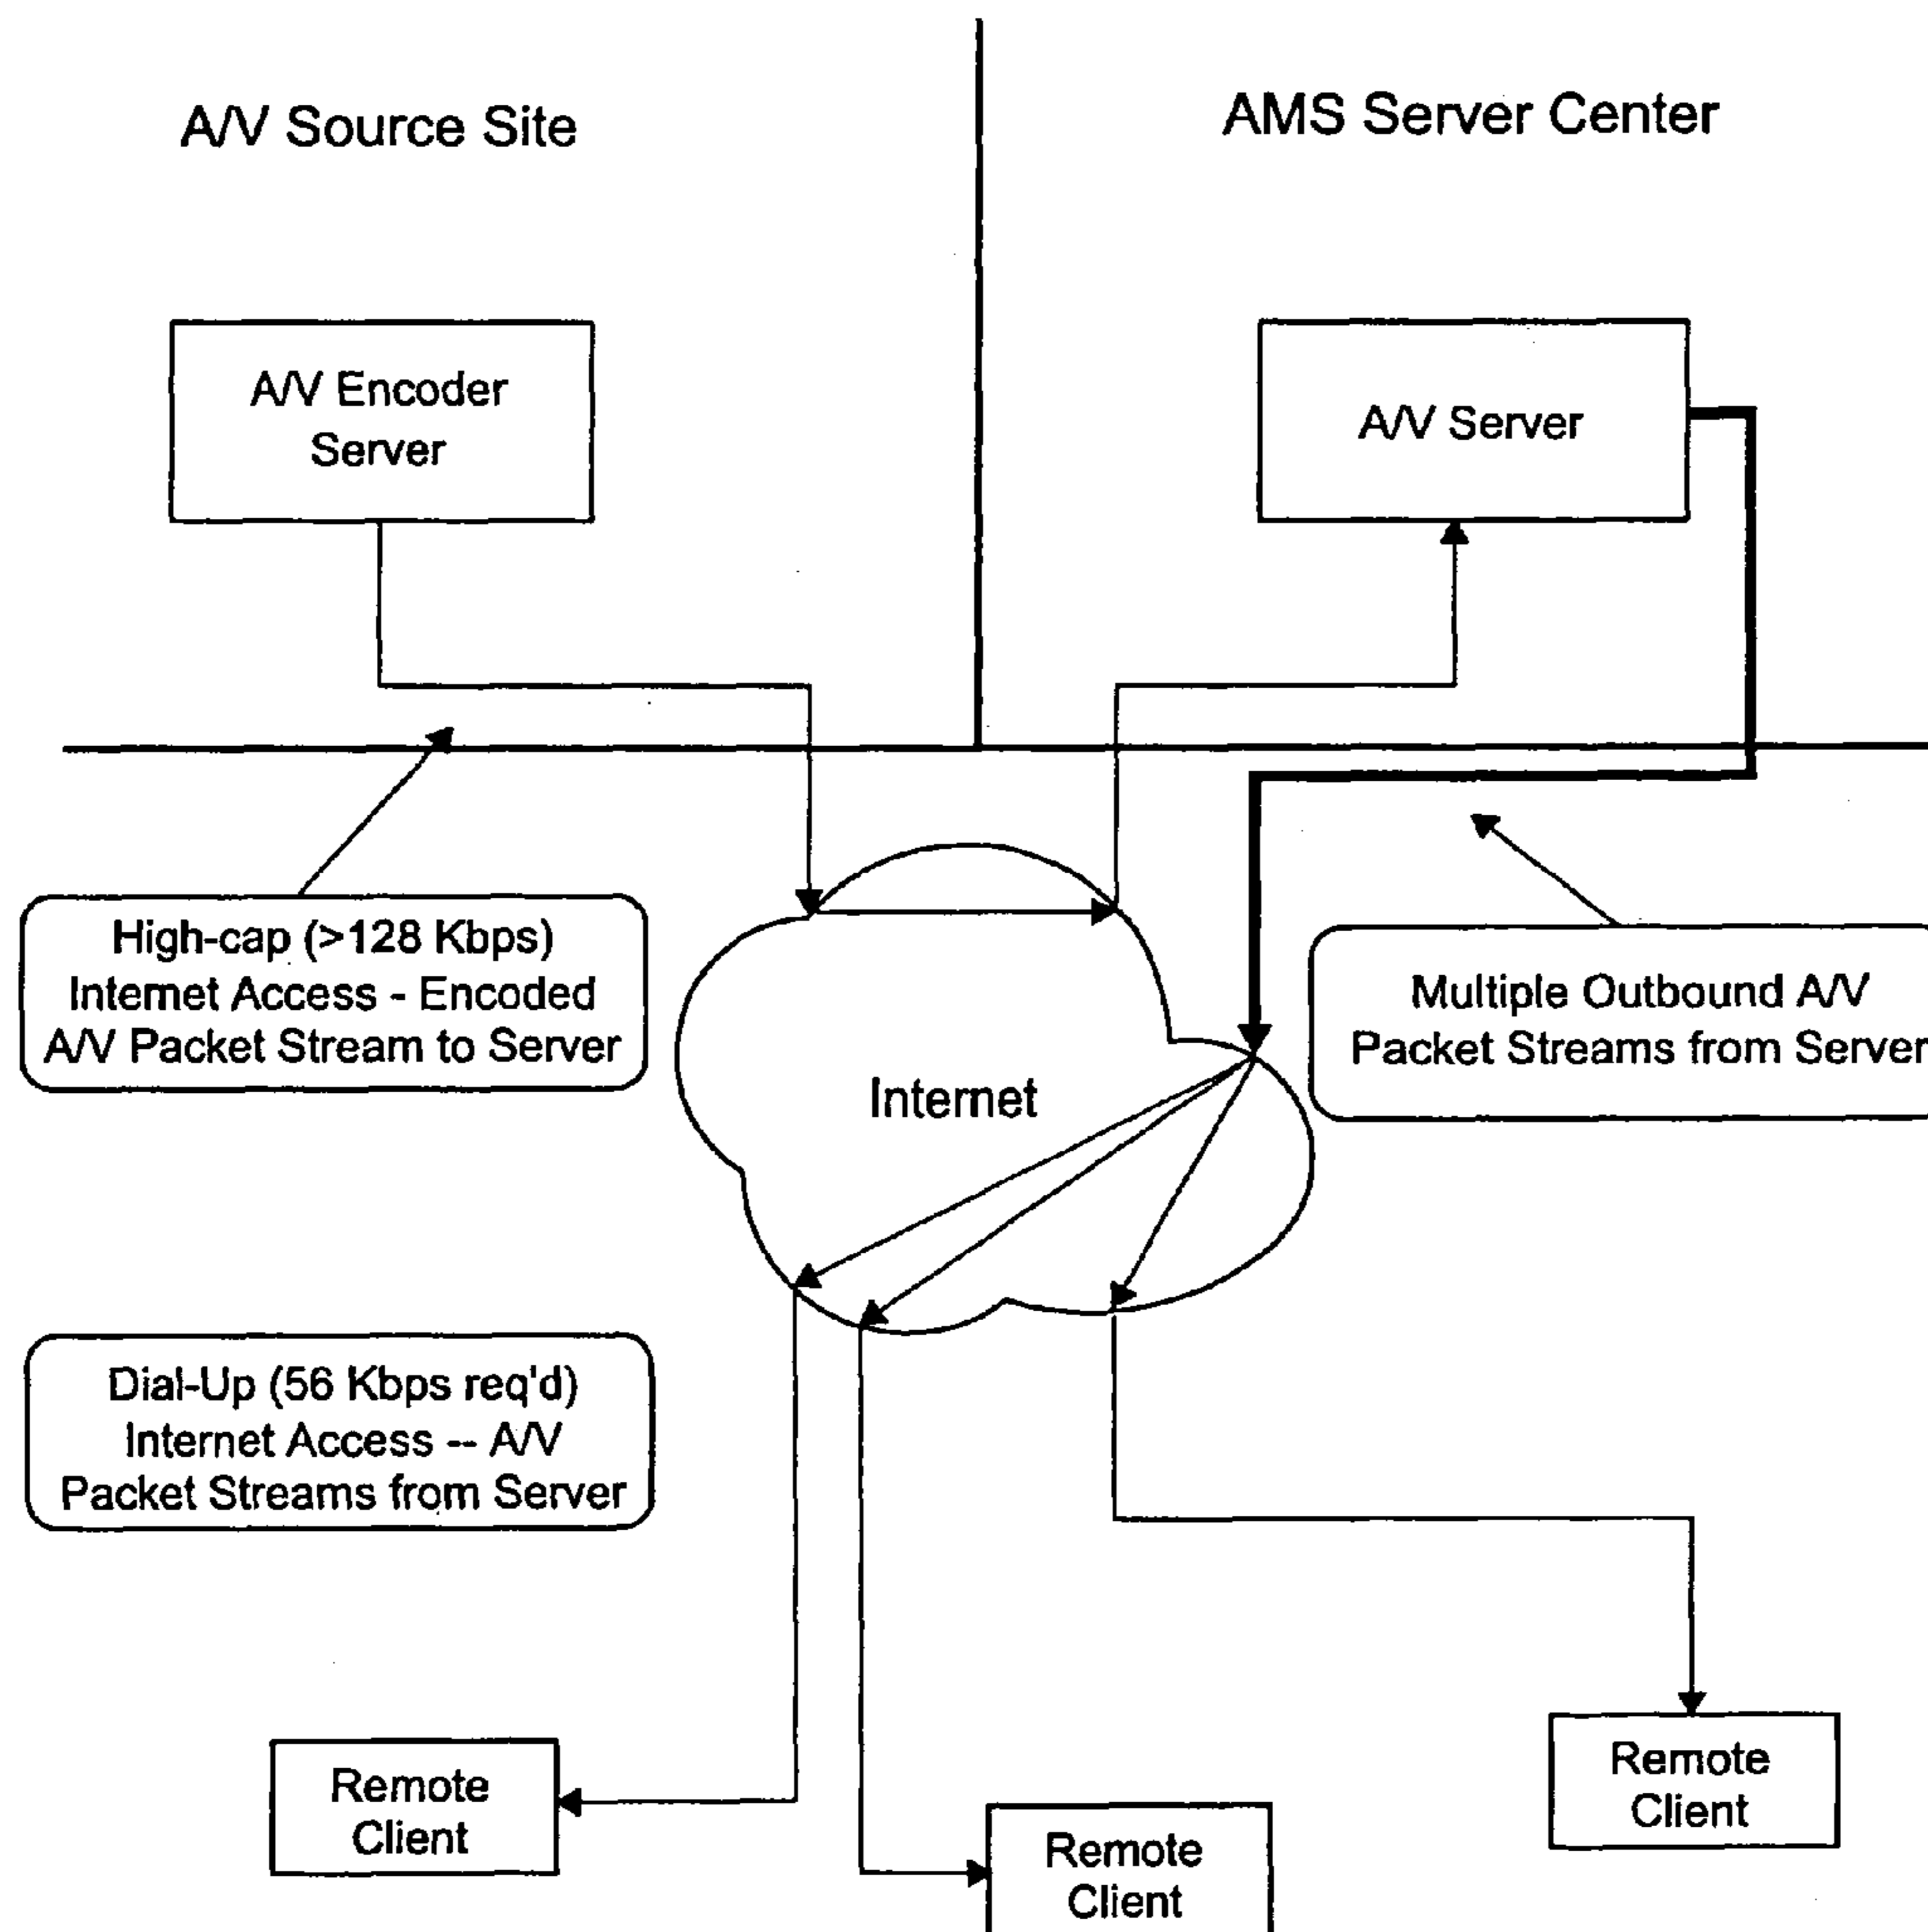 A/V Source Site
AMS Server Center
A/V Encoder
Server
A/V Server
High-cap (>128 Kbps)
Internet Access - Encoded
A/V Packet Stream to Server
Multiple Outbound A/V
Packet Streams from Server
Internet
Dial-Up (56 Kbps req'd)
Internet Access -- A/V
Packet Streams from Server
Remote
Client
Remote
Client
Remote
Client